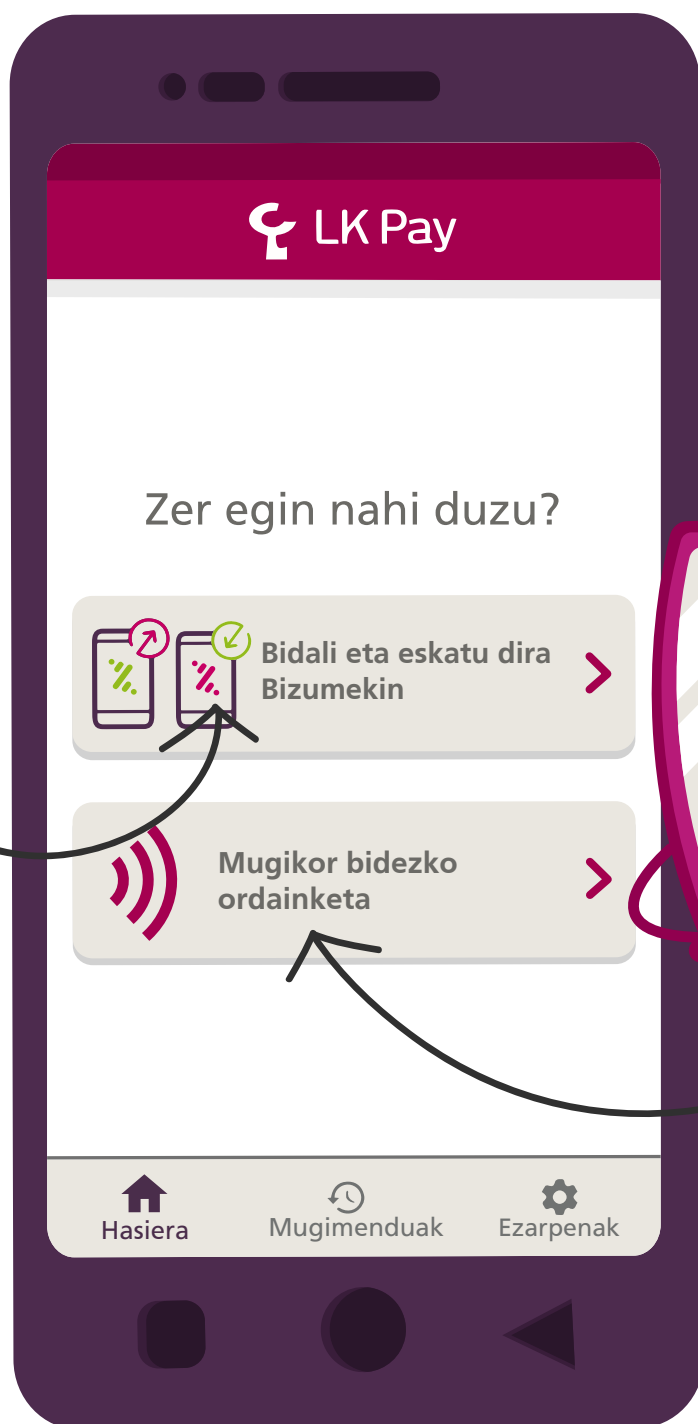 LK Pay
Zer egin nahi duzu?
Bidali eta eskatu dira
Bizumekin
Mugikor bidezko
ordainketa
Hasiera
Mugimenduak
Ezarpenak